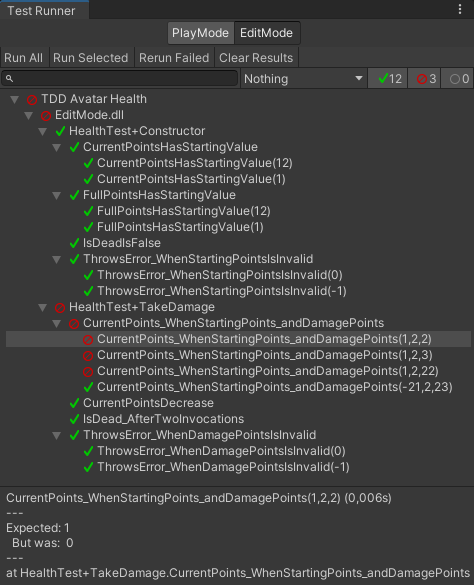 Test Runner
PlayMode EditMode
Run All Run Selected Rerun Failed Clear Results
Nothing 12 3 0
TDD Avatar Health
EditMode.dll
HealthTest+Constructor
CurrentPointsHasStartingValue
CurrentPointsHasStartingValue(12)
CurrentPointsHasStartingValue(1)
FullPointsHasStartingValue
FullPointsHasStartingValue(12)
FullPointsHasStartingValue(1)
IsDeadIsFalse
ThrowsError_WhenStartingPointsIsInvalid
ThrowsError_WhenStartingPointsIsInvalid(0)
ThrowsError_WhenStartingPointsIsInvalid(-1)
HealthTest+TakeDamage
CurrentPoints_WhenStartingPoints_andDamagePoints
CurrentPoints_WhenStartingPoints_andDamagePoints(1,2,2)
CurrentPoints_WhenStartingPoints_andDamagePoints(1,2,3)
CurrentPoints_WhenStartingPoints_andDamagePoints(1,2,22)
CurrentPoints_WhenStartingPoints_andDamagePoints(-21,2,23)
CurrentPointsDecrease
IsDead_AfterTwoInvocations
ThrowsError_WhenDamagePointsIsInvalid
ThrowsError_WhenDamagePointsIsInvalid(0)
ThrowsError_WhenDamagePointsIsInvalid(-1)
CurrentPoints_WhenStartingPoints_andDamagePoints(1,2,2) (0,006s)
---
Expected: 1
But was: 0
---
at HealthTest+TakeDamage.CurrentPoints_WhenStartingPoints_andDamagePoints